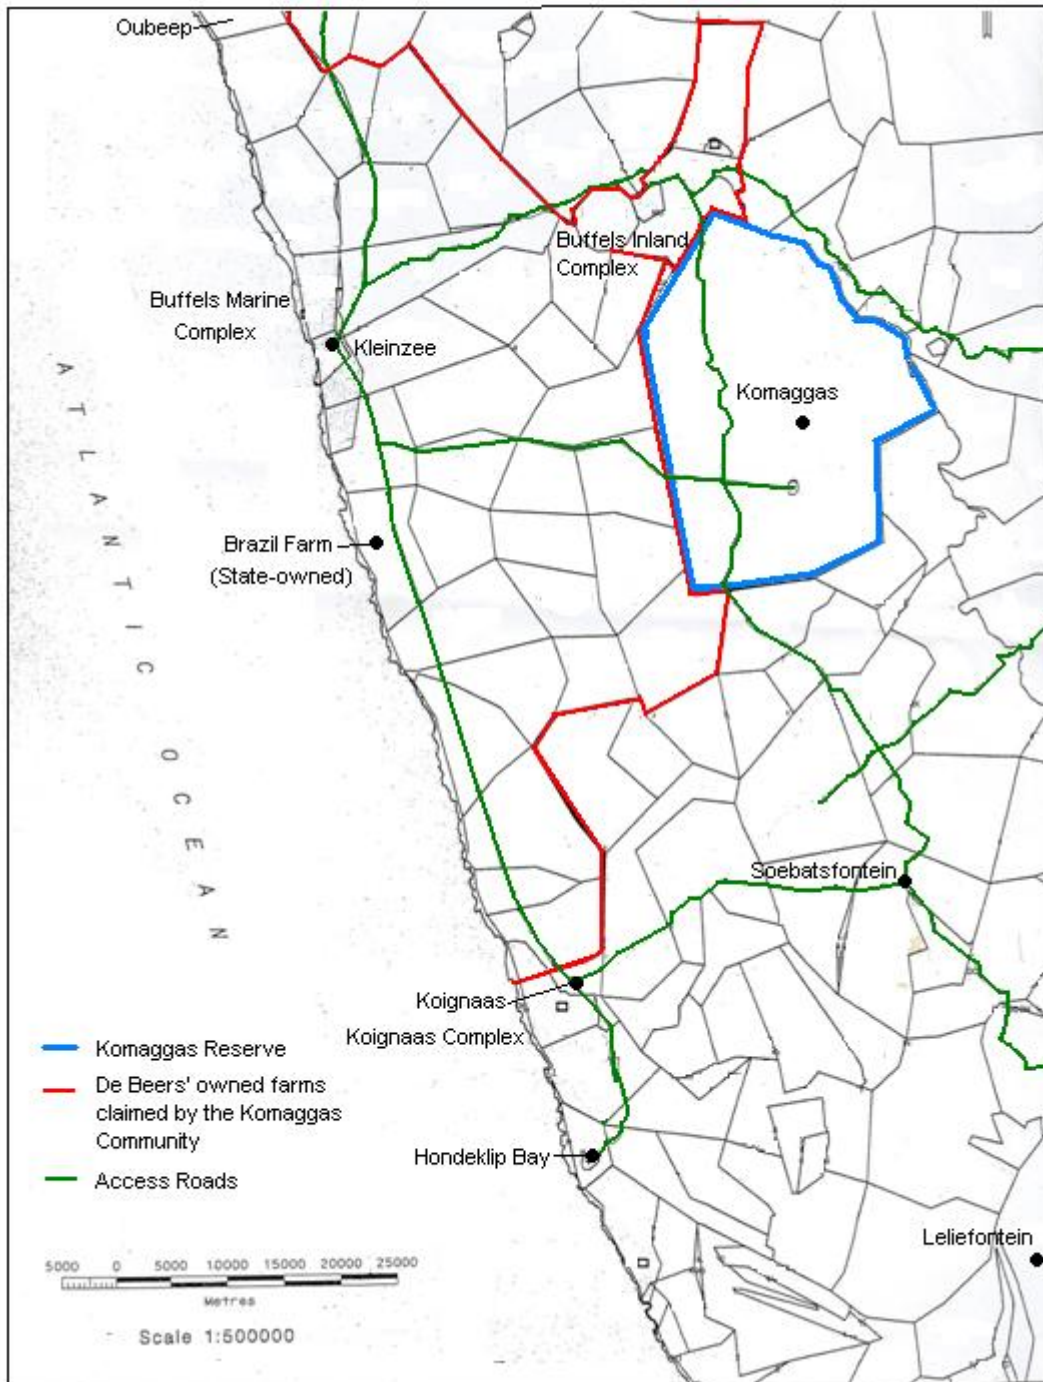 Oubeep
Buffels Inland
Complex
Buffels Marine
Complex
Kleinzee
Komaggas
Brazil Farm
(State-owned)
ATLANTIC OCEAN
Soebatsfontein
Koignaas
Koignaas Complex
Komaggas Reserve
De Beers' owned farms
claimed by the Komaggas
Community
Access Roads
Hondeklip Bay
Leliefontein
5000 0 5000 10000 15000 20000 25000
Metres
Scale 1:500000